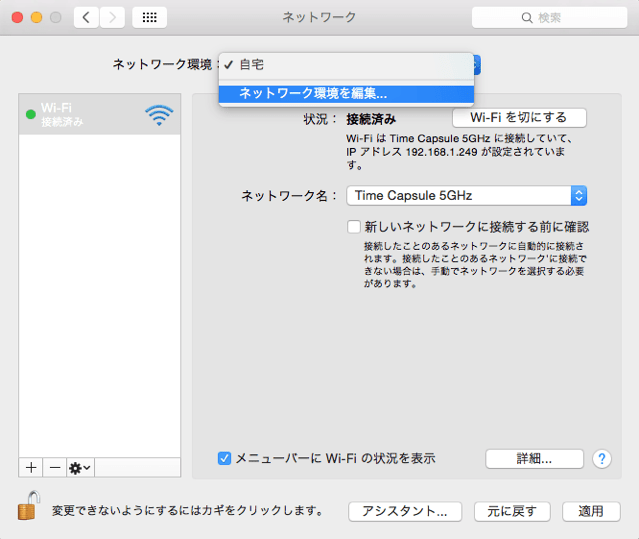 ネットワーク
検索
ネットワーク環境：
✓ 自宅
ネットワーク環境を編集...
Wi-Fi
接続済み
状況： 接続済み
Wi-Fi を切にする
Wi-Fi は Time Capsule 5GHz に接続していて、
IP アドレス 192.168.1.249 が設定されていま
す。
ネットワーク名： Time Capsule 5GHz
新しいネットワークに接続する前に確認
接続したことのあるネットワークに自動的に接続さ
れます。接続したことのあるネットワーク'に接続で
きない場合は、手動でネットワークを選択する必要
があります。
メニューバーに Wi-Fi の状況を表示
詳細...
?
変更できないようにするにはカギをクリックします。
アシスタント...
元に戻す
適用